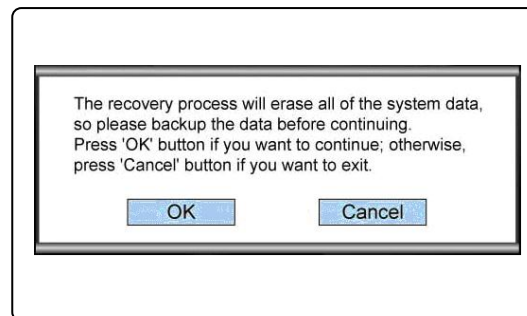 The recovery process will erase all of the system data,
so please backup the data before continuing.
Press 'OK' button if you want to continue; otherwise,
press 'Cancel' button if you want to exit.
OK Cancel